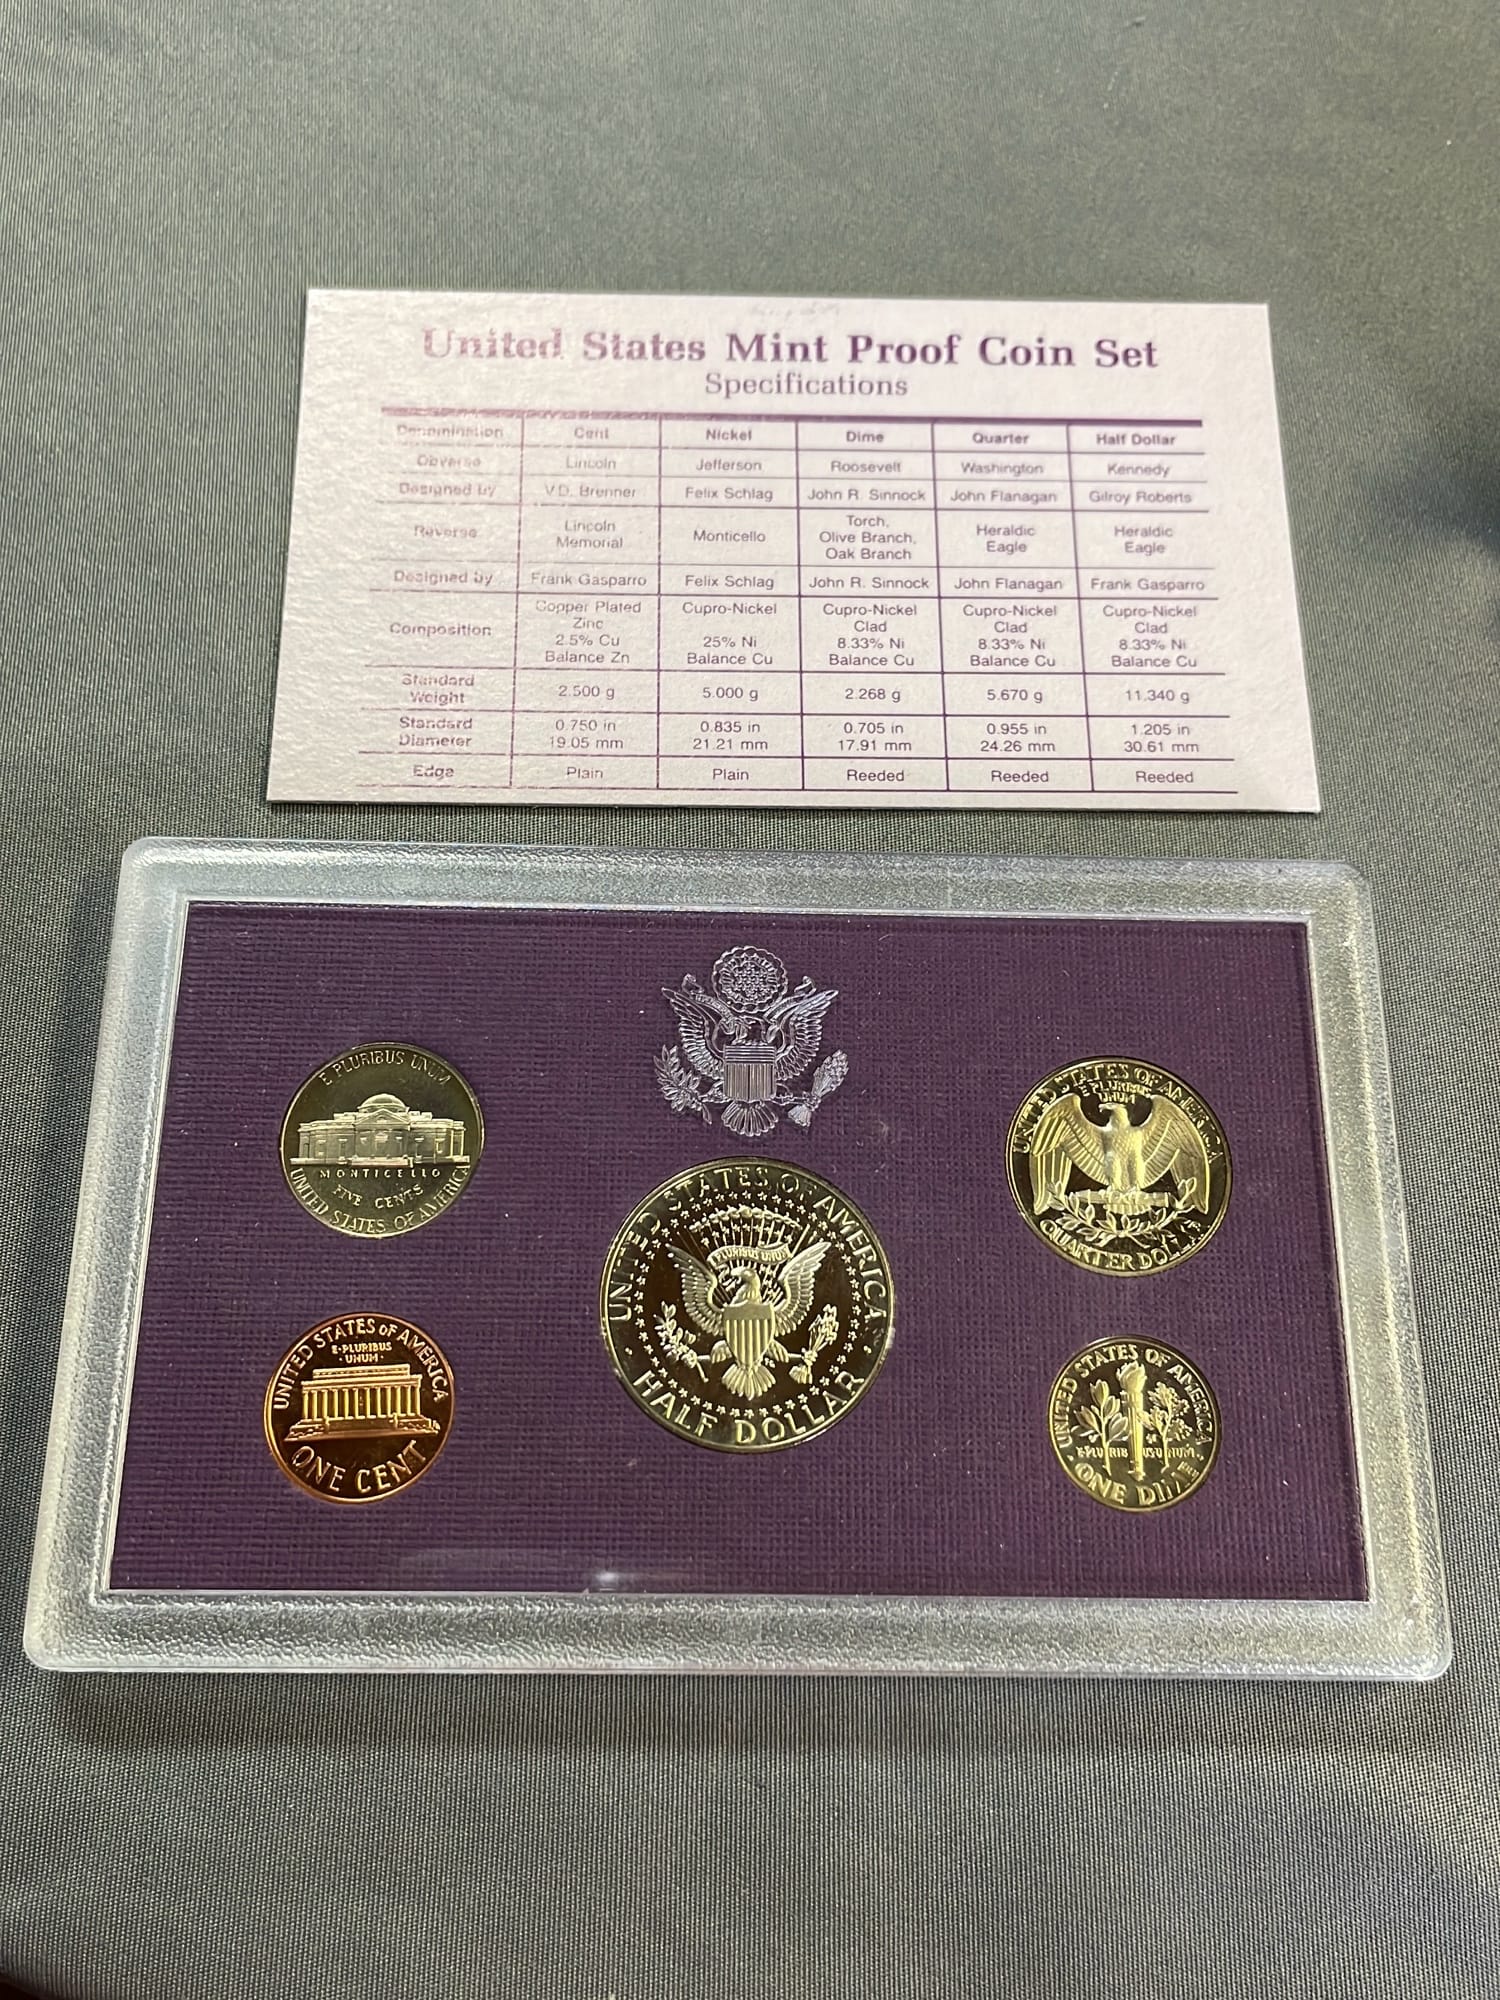 United States Mint Proof Coin Set
Specifications
Denomination Cent Nickel Dime Quarter Half Dollar
Obverse Lincoln Jefferson Roosevelt Washington Kennedy
Designed by V.D. Brenner Felix Schlag John R. Sinnock John Flanagan Gilroy Roberts
Reverse Lincoln Memorial Monticello Torch, Olive Branch, Oak Branch Heraldic Eagle Heraldic Eagle
Designed by Frank Gasparro Felix Schlag John R. Sinnock John Flanagan Frank Gasparro
Composition Copper Plated Zinc 2.5% Cu Balance Zn Cupro-Nickel 25% Ni Balance Cu Cupro-Nickel Clad 8.33% Ni Balance Cu Cupro-Nickel Clad 8.33% Ni Balance Cu Cupro-Nickel Clad 8.33% Ni Balance Cu
Standard Weight 2.500 g 5.000 g 2.268 g 5.670 g 11.340 g
Standard Diameter 0.750 in 19.05 mm 0.835 in 21.21 mm 0.705 in 17.91 mm 0.955 in 24.26 mm 1.205 in 30.61 mm
Edge Plain Plain Reeded Reeded Reeded
E PLURIBUS UNUM
MONTICELLO
FIVE CENTS
UNITED STATES OF AMERICA
UNITED STATES OF AMERICA
E PLURIBUS
UNUM
QUARTER DOLLAR
UNITED STATES OF AMERICA
E PLURIBUS UNUM
HALF DOLLAR
UNITED STATES OF AMERICA
E·PLURIBUS
UNUM·
ONE CENT
UNITED STATES OF AMERICA
E·PLURIBUS UNUM·
ONE DIME